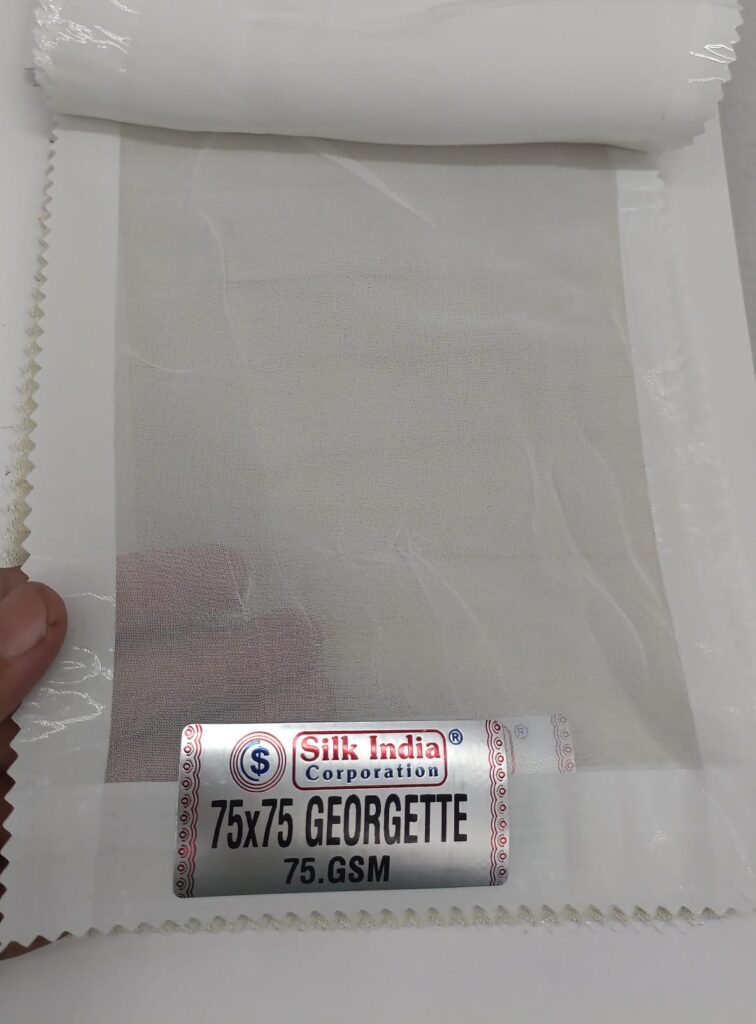 $ Silk India ®
Corporation
75x75 GEORGETTE
75.GSM